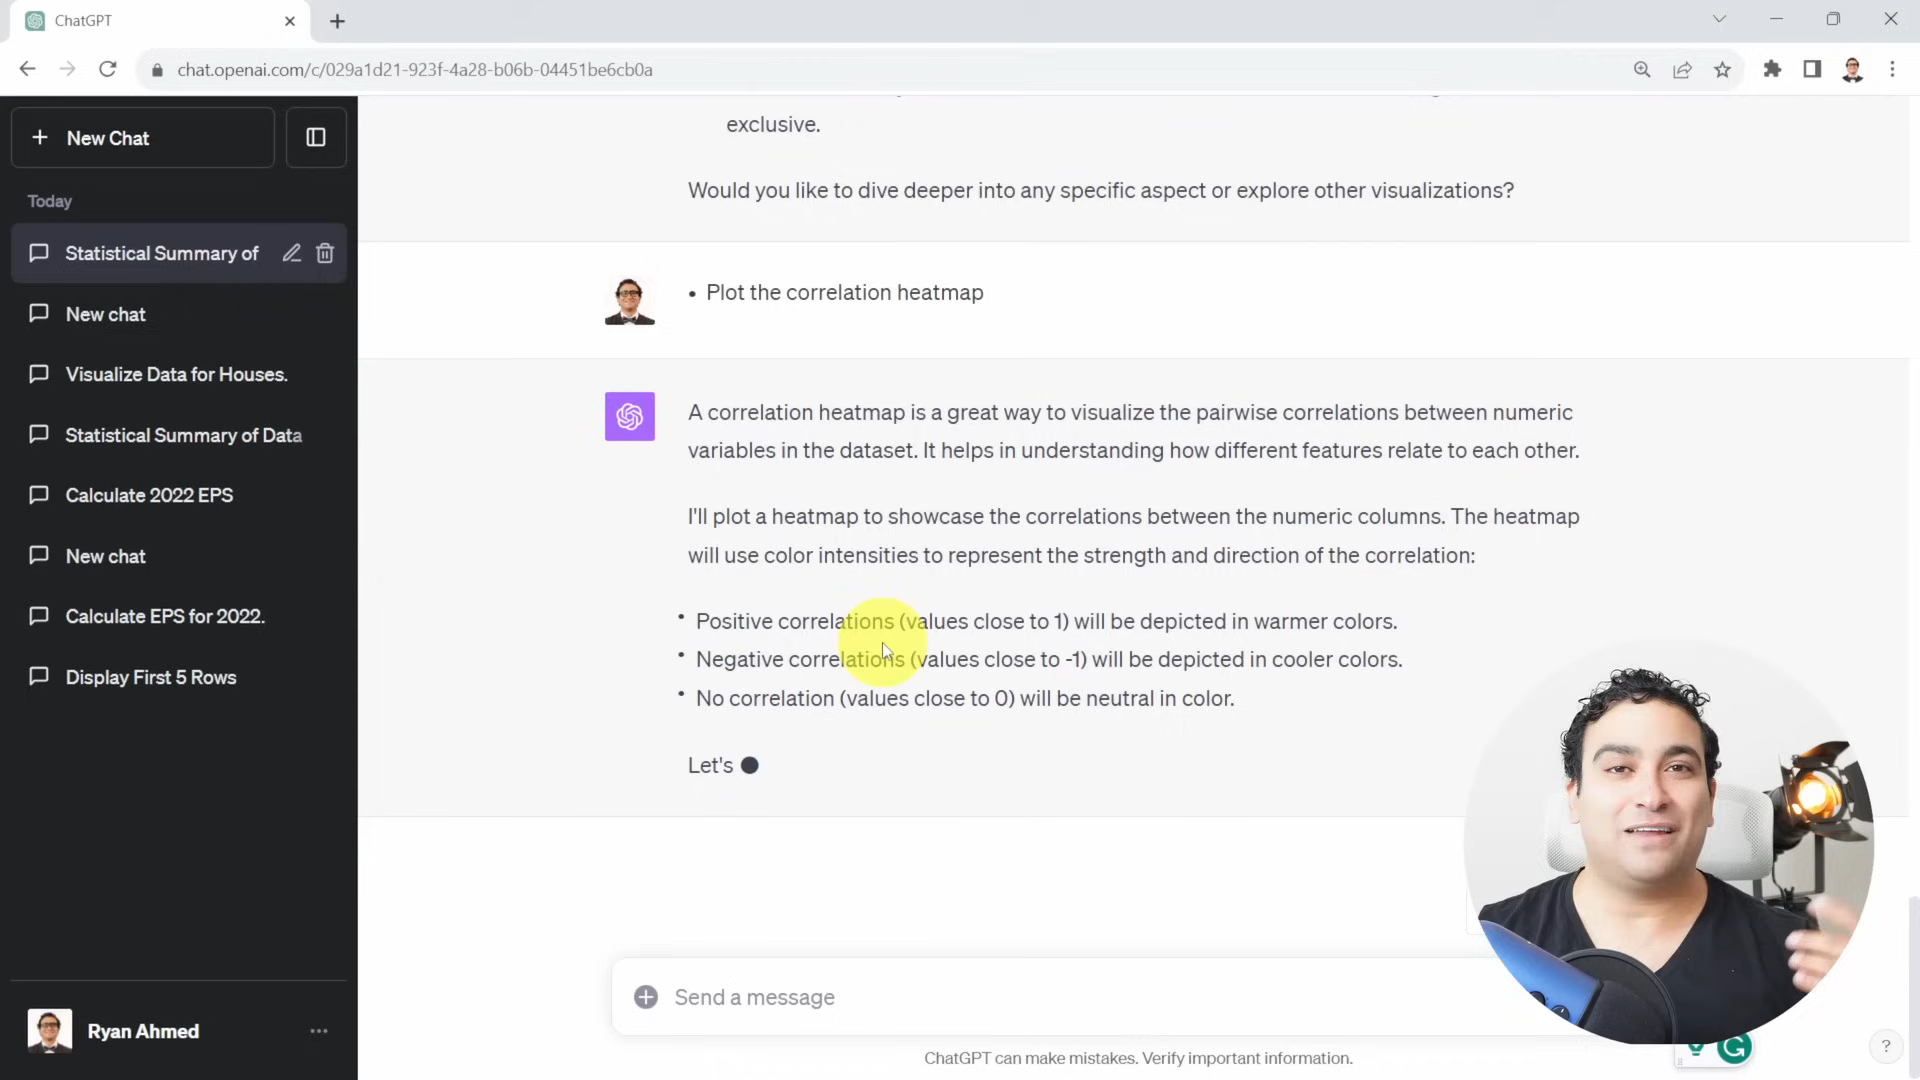 ChatGPT
chat.openai.com/c/029a1d21-923f-4a28-b06b-04451be6cb0a
New Chat
Today
Statistical Summary of
New chat
Visualize Data for Houses.
Statistical Summary of Data
Calculate 2022 EPS
New chat
Calculate EPS for 2022.
Display First 5 Rows
Ryan Ahmed
exclusive.
Would you like to dive deeper into any specific aspect or explore other visualizations?
• Plot the correlation heatmap
A correlation heatmap is a great way to visualize the pairwise correlations between numeric
variables in the dataset. It helps in understanding how different features relate to each other.
I'll plot a heatmap to showcase the correlations between the numeric columns. The heatmap
will use color intensities to represent the strength and direction of the correlation:
• Positive correlations (values close to 1) will be depicted in warmer colors.
• Negative correlations (values close to -1) will be depicted in cooler colors.
• No correlation (values close to 0) will be neutral in color.
Let's
Send a message
ChatGPT can make mistakes. Verify important information.
?